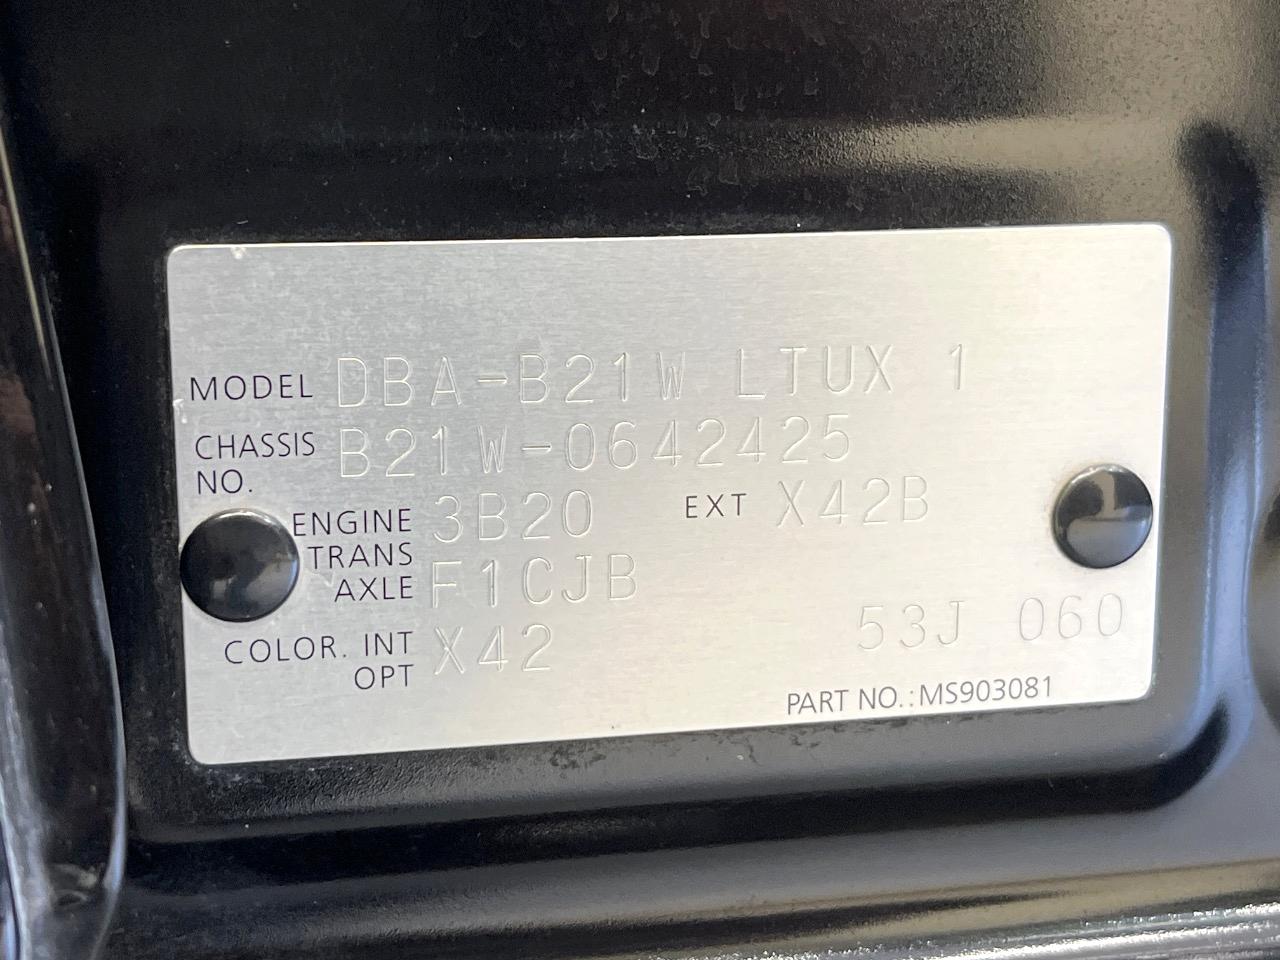 MODEL DBA-B21W LTUX 1
CHASSIS NO. B21W-0642425
ENGINE 3B20 EXT X42B
TRANS AXLE F1CJB
COLOR. INT OPT X42 53J 060
PART NO.:MS903081